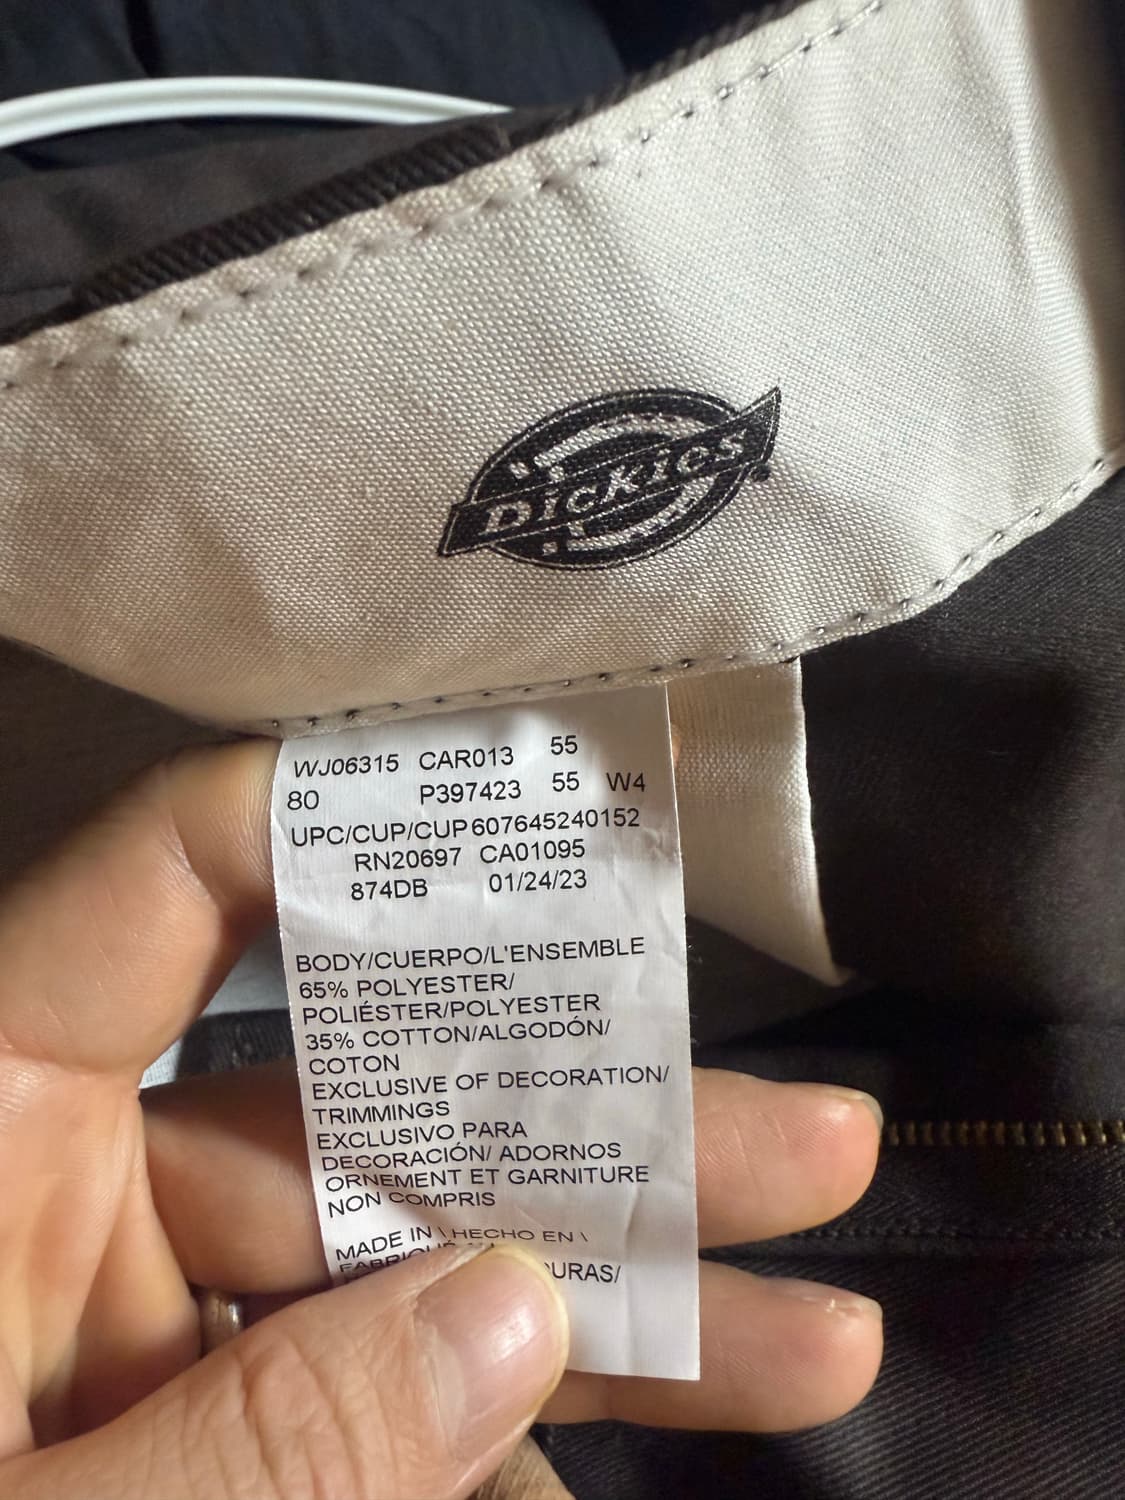 Dickies
WJ06315 CAR013 55
80 P397423 55 W4
UPC/CUP/CUP 607645240152
RN20697 CA01095
874DB 01/24/23
BODY/CUERPO/L'ENSEMBLE
65% POLYESTER/
POLIÉSTER/POLYESTER
35% COTTON/ALGODÓN/
COTON
EXCLUSIVE OF DECORATION/
TRIMMINGS
EXCLUSIVO PARA
DECORACIÓN/ ADORNOS
ORNEMENT ET GARNITURE
NON COMPRIS
MADE IN \ HECHO EN \